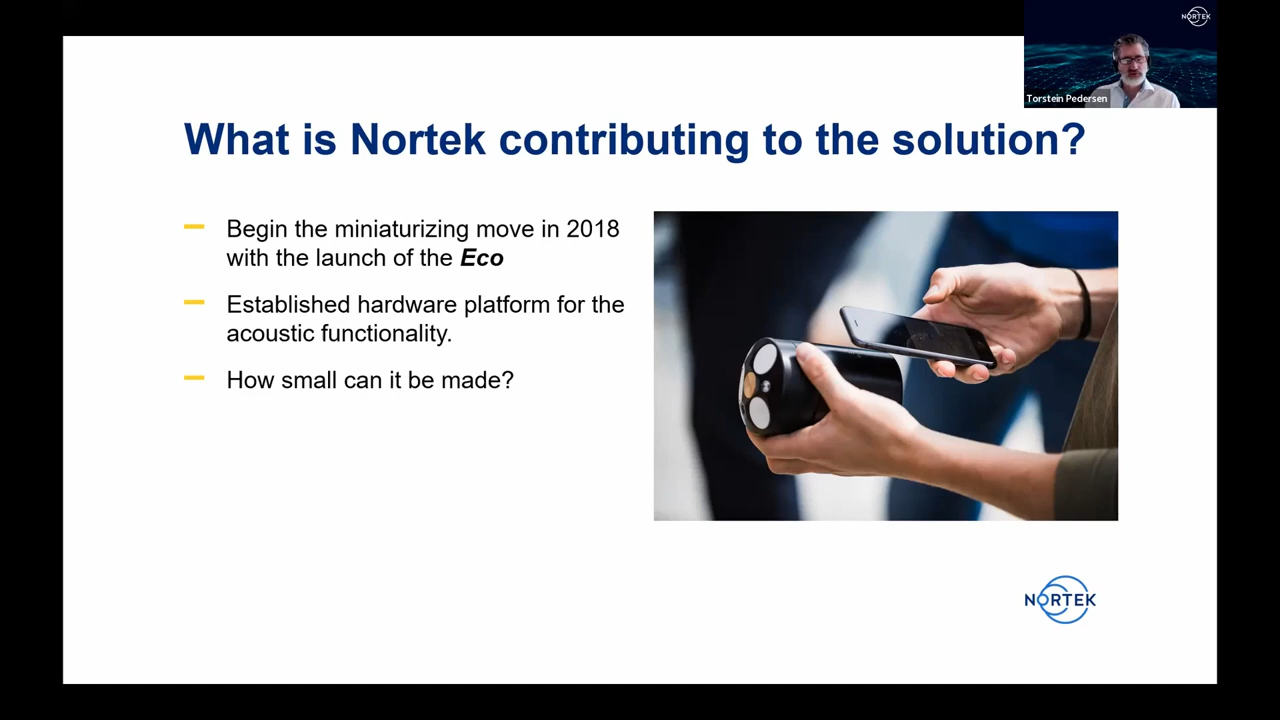 NORTEK
Torstein Pedersen
What is Nortek contributing to the solution?
Begin the miniaturizing move in 2018
with the launch of the Eco
Established hardware platform for the
acoustic functionality.
How small can it be made?
NORTEK